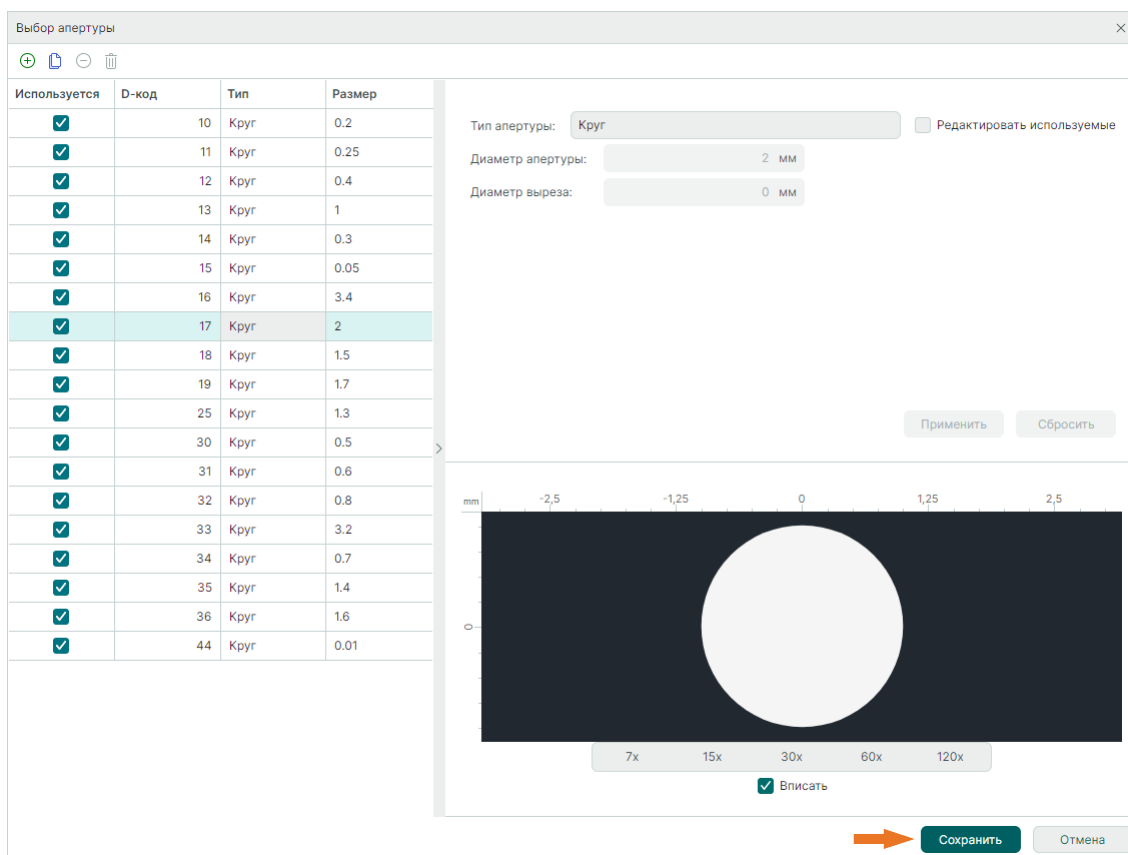 Выбор апертуры
Используется D-код Тип Размер
10 Круг 0.2
11 Круг 0.25
12 Круг 0.4
13 Круг 1
14 Круг 0.3
15 Круг 0.05
16 Круг 3.4
17 Круг 2
18 Круг 1.5
19 Круг 1.7
25 Круг 1.3
30 Круг 0.5
31 Круг 0.6
32 Круг 0.8
33 Круг 3.2
34 Круг 0.7
35 Круг 1.4
36 Круг 1.6
44 Круг 0.01
Тип апертуры: Круг Редактировать используемые
Диаметр апертуры: 2 мм
Диаметр выреза: 0 мм
Применить Сбросить
mm -2,5 -1,25 0 1,25 2,5
0
7x 15x 30x 60x 120x
Вписать
Сохранить Отмена